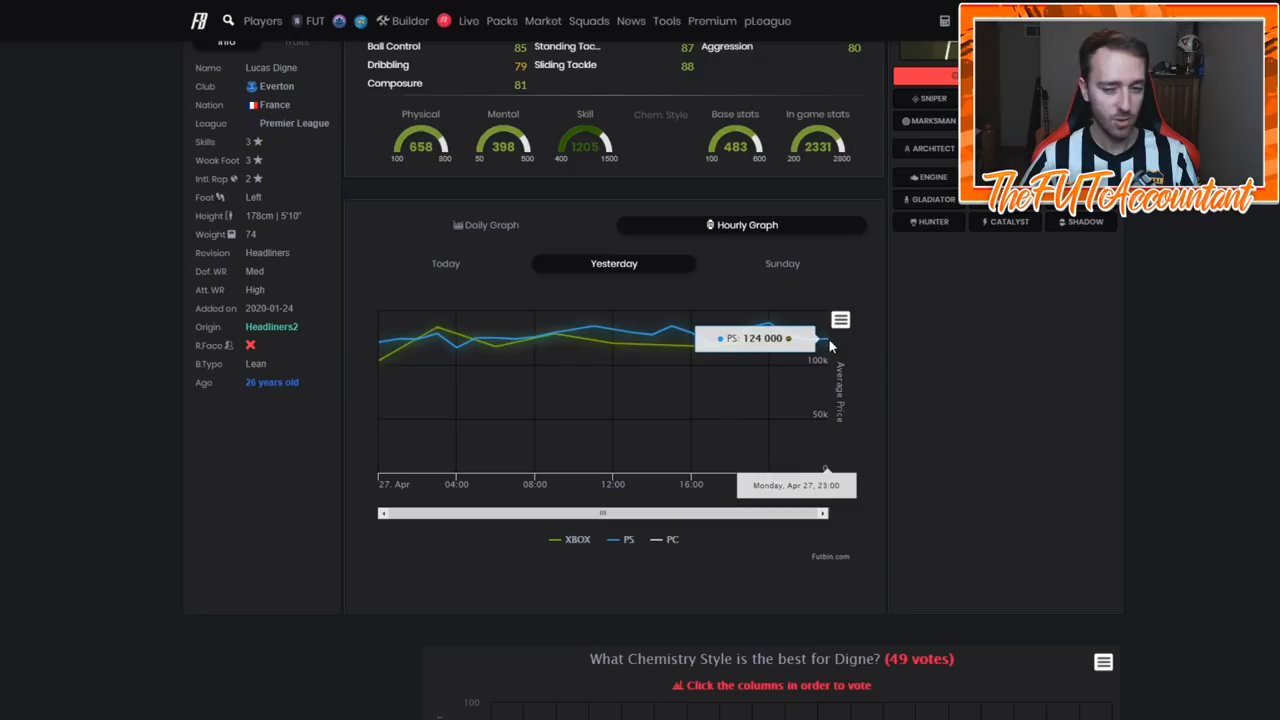 FB Players FUT Builder Live Packs Market Squads News Tools Premium pLeague
Info Traits
Name Lucas Digne
Club Everton
Nation France
League Premier League
Skills 3
Weak Foot 3
Intl. Rep 2
Foot Left
Height 178cm | 5'10"
Weight 74
Revision Headliners
Def. WR Med
Att. WR High
Added on 2020-01-24
Origin Headliners2
R.Face
B.Type Lean
Age 26 years old
Ball Control 85 Standing Tac... 87 Aggression 80
Dribbling 79 Sliding Tackle 88
Composure 81
Physical Mental Skill Chem. Style Base stats In game stats
658 398 1205 483 2331
100 800 50 500 400 1500 100 600 200 2800
Daily Graph Hourly Graph
Today Yesterday Sunday
PS: 124 000
100k
50k
0
Average Price
27. Apr 04:00 08:00 12:00 16:00 Monday, Apr 27, 23:00
XBOX PS PC
Futbin.com
SNIPER
MARKSMAN
ARCHITECT
ENGINE
GLADIATOR
HUNTER CATALYST SHADOW
TheFUTAccountant
What Chemistry Style is the best for Digne? (49 votes)
Click the columns in order to vote
100